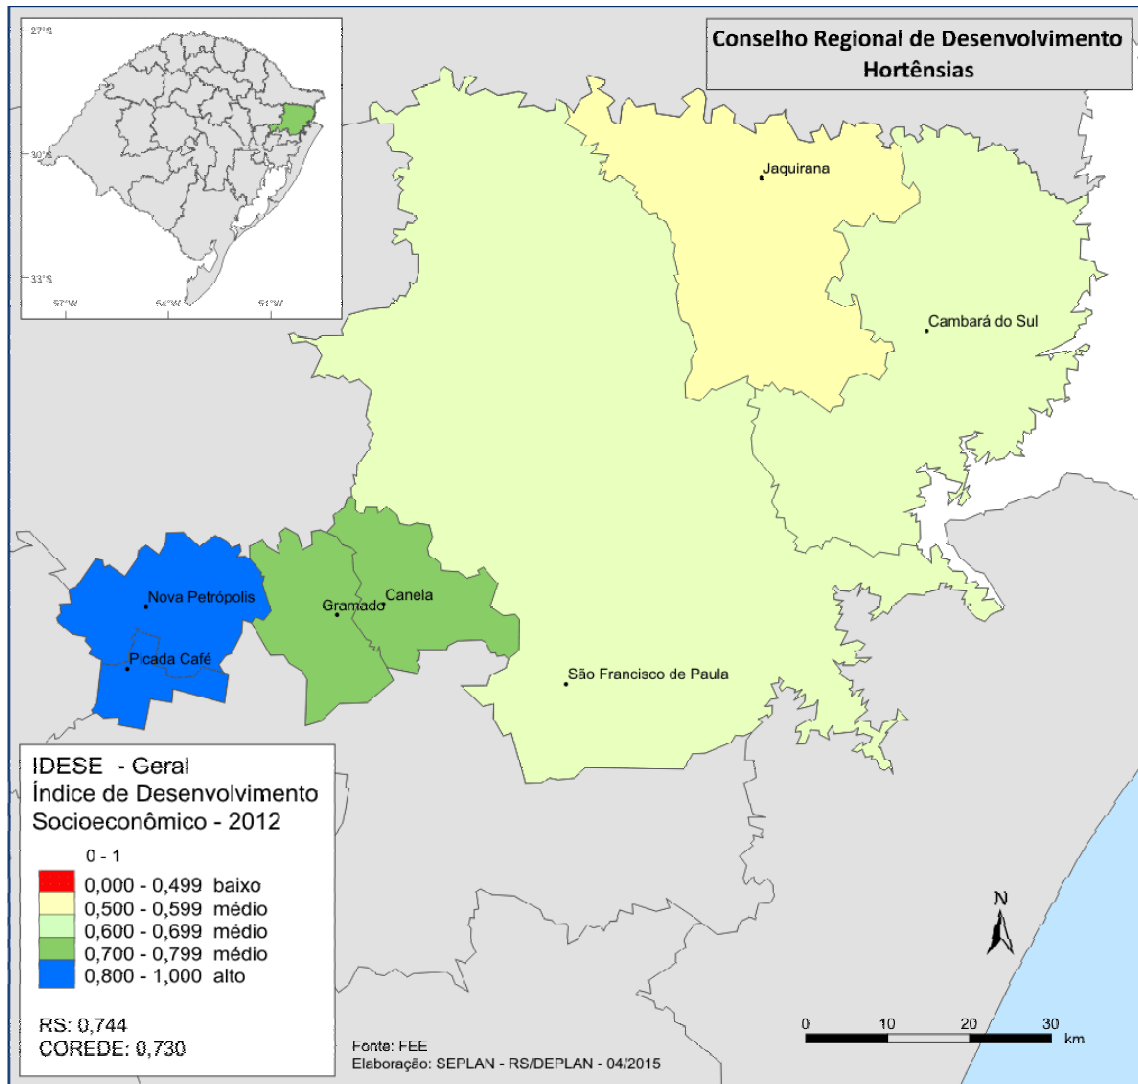 Conselho Regional de Desenvolvimento
Hortênsias
27°S
30°S
33°S
57°W
54°W
51°W
Jaquirana
Cambará do Sul
Nova Petrópolis
Gramado
Canela
Picada Café
São Francisco de Paula
IDESE - Geral
Índice de Desenvolvimento
Socioeconômico - 2012
0 - 1
0,000 - 0,499 baixo
0,500 - 0,599 médio
0,600 - 0,699 médio
0,700 - 0,799 médio
0,800 - 1,000 alto
RS: 0,744
COREDE: 0,730
Fonte: FEE
Elaboração: SEPLAN - RS/DEPLAN - 04/2015
N
0 10 20 30
km